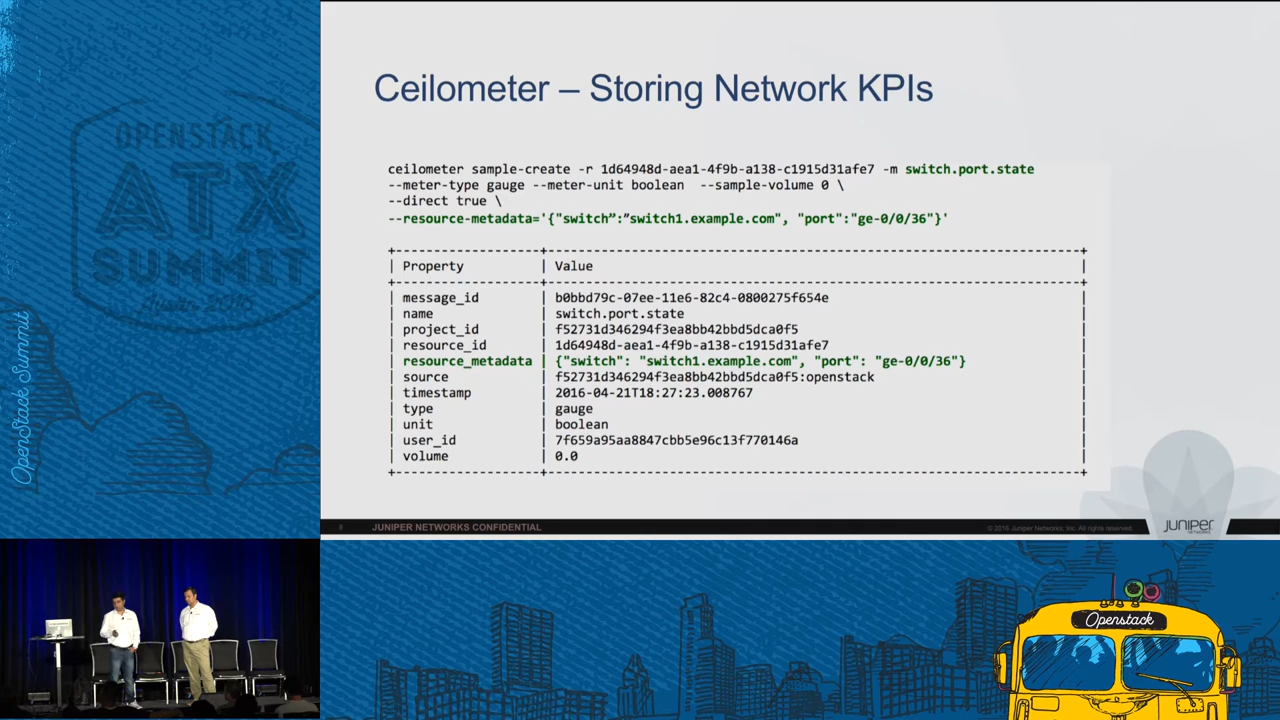 OPENSTACK
ATX
SUMMIT
Austin 2016
OpenStack Summit
Ceilometer – Storing Network KPIs
ceilometer sample-create -r 1d64948d-aea1-4f9b-a138-c1915d31afe7 -m switch.port.state
--meter-type gauge --meter-unit boolean --sample-volume 0 \
--direct true \
--resource-metadata='{"switch”:”switch1.example.com", "port":"ge-0/0/36"}'
| Property | Value |
| message_id | b0bbd79c-07ee-11e6-82c4-0800275f654e |
| name | switch.port.state |
| project_id | f52731d346294f3ea8bb42bbd5dca0f5 |
| resource_id | 1d64948d-aea1-4f9b-a138-c1915d31afe7 |
| resource_metadata | {"switch": "switch1.example.com", "port": "ge-0/0/36"} |
| source | f52731d346294f3ea8bb42bbd5dca0f5:openstack |
| timestamp | 2016-04-21T18:27:23.008767 |
| type | gauge |
| unit | boolean |
| user_id | 7f659a95aa8847cbb5e96c13f770146a |
| volume | 0.0 |
8 JUNIPER NETWORKS CONFIDENTIAL
© 2016 Juniper Networks, Inc. All rights reserved.
JUNIPER
NETWORKS
Openstack